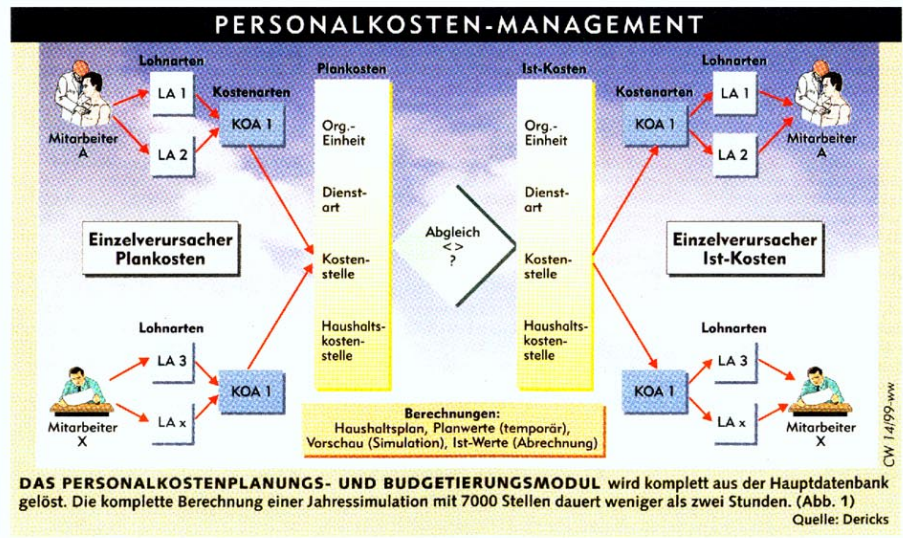 PERSONALKOSTEN-MANAGEMENT
Lohnarten
LA 1
LA 2
Mitarbeiter
A
Kostenarten
KOA 1
Einzelverursacher
Plankosten
Lohnarten
LA 3
LA x
Mitarbeiter
X
KOA 1
Plankosten
Org.-
Einheit
Dienst-
art
Kosten-
stelle
Haushalts-
kosten-
stelle
Abgleich
<>
?
Ist-Kosten
Org.-
Einheit
Dienst-
art
Kosten-
stelle
Haushalts-
kosten-
stelle
Kostenarten
KOA 1
Lohnarten
LA 1
LA 2
Mitarbeiter
A
Einzelverursacher
Ist-Kosten
KOA 1
Lohnarten
LA 3
LA x
Mitarbeiter
X
Berechnungen:
Haushaltsplan, Planwerte (temporär),
Vorschau (Simulation), Ist-Werte (Abrechnung)
CW 14/99-ww
DAS PERSONALKOSTENPLANUNGS- UND BUDGETIERUNGSMODUL wird komplett aus der Hauptdatenbank
gelöst. Die komplette Berechnung einer Jahressimulation mit 7000 Stellen dauert weniger als zwei Stunden. (Abb. 1)
Quelle: Dericks